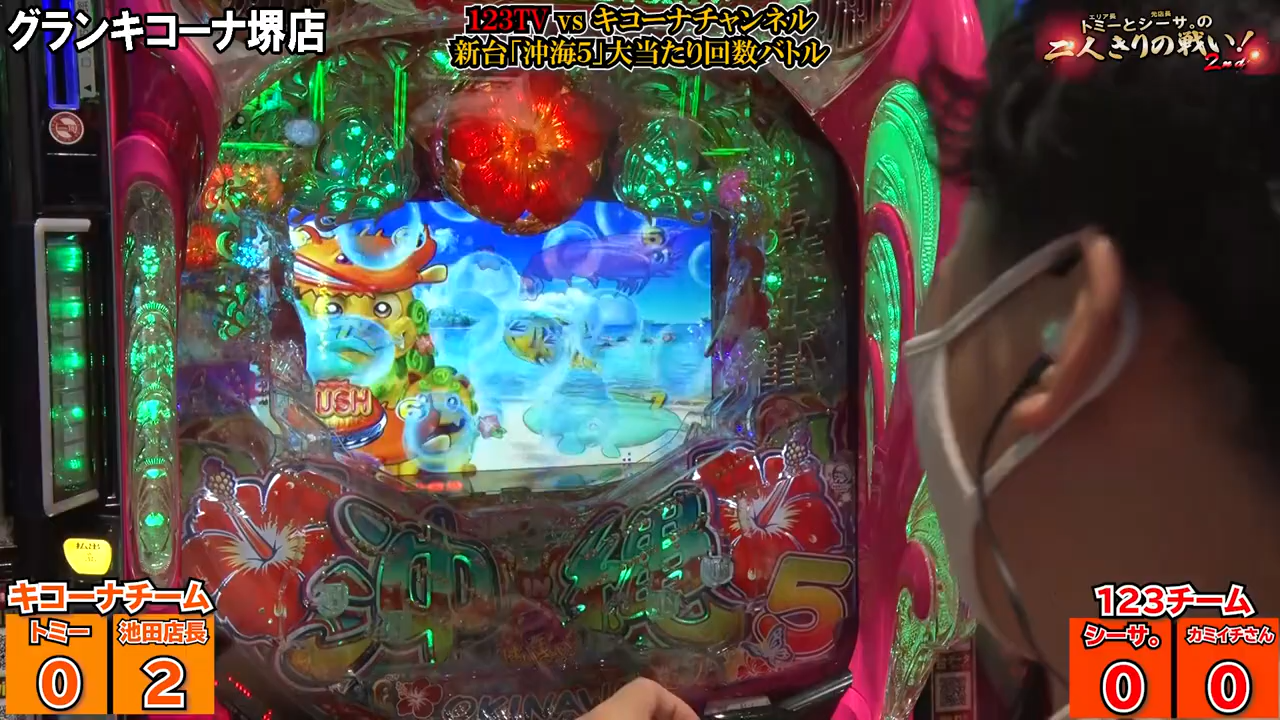 グランキコーナ堺店
123TV vs キコーナチャンネル
新台「沖海5」大当たり回数バトル
エリア長 元店長
トミーとシーサ。の
二人きりの戦い!
2nd
RUSH
沖縄5
OKINAWA
キコーナチーム
トミー 池田店長
0 2
123チーム
シーサ。 カミイチさん
0 0